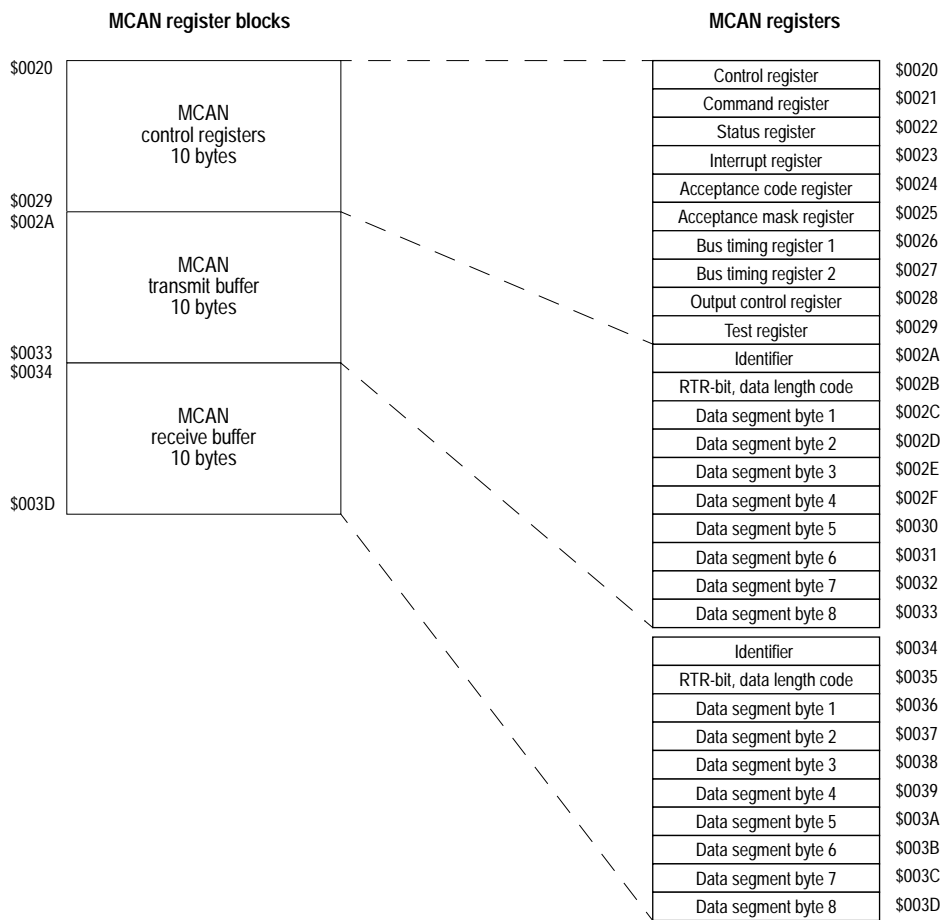 MCAN register blocks
$0020
MCAN
control registers
10 bytes
$0029
$002A
MCAN
transmit buffer
10 bytes
$0033
$0034
MCAN
receive buffer
10 bytes
$003D
MCAN registers
Control register $0020
Command register $0021
Status register $0022
Interrupt register $0023
Acceptance code register $0024
Acceptance mask register $0025
Bus timing register 1 $0026
Bus timing register 2 $0027
Output control register $0028
Test register $0029
Identifier $002A
RTR-bit, data length code $002B
Data segment byte 1 $002C
Data segment byte 2 $002D
Data segment byte 3 $002E
Data segment byte 4 $002F
Data segment byte 5 $0030
Data segment byte 6 $0031
Data segment byte 7 $0032
Data segment byte 8 $0033
Identifier $0034
RTR-bit, data length code $0035
Data segment byte 1 $0036
Data segment byte 2 $0037
Data segment byte 3 $0038
Data segment byte 4 $0039
Data segment byte 5 $003A
Data segment byte 6 $003B
Data segment byte 7 $003C
Data segment byte 8 $003D